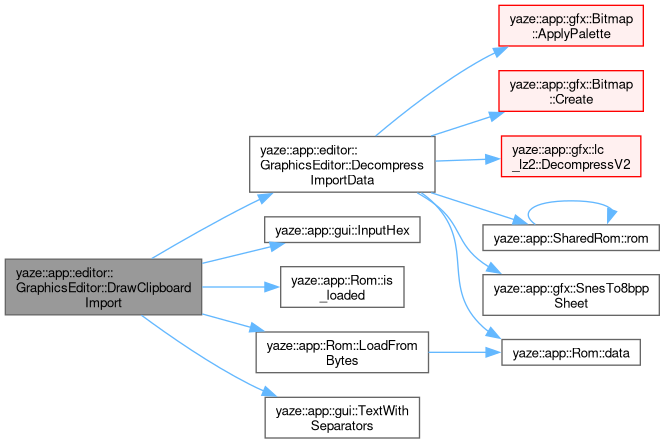 yaze::app::gfx::Bitmap
::ApplyPalette
yaze::app::gfx::Bitmap
::Create
yaze::app::editor::
GraphicsEditor::Decompress
ImportData
yaze::app::gfx::lc
_lz2::DecompressV2
yaze::app::gui::InputHex
yaze::app::SharedRom::rom
yaze::app::editor::
GraphicsEditor::DrawClipboard
Import
yaze::app::Rom::is
_loaded
yaze::app::gfx::SnesTo8bpp
Sheet
yaze::app::Rom::LoadFrom
Bytes
yaze::app::Rom::data
yaze::app::gui::TextWith
Separators